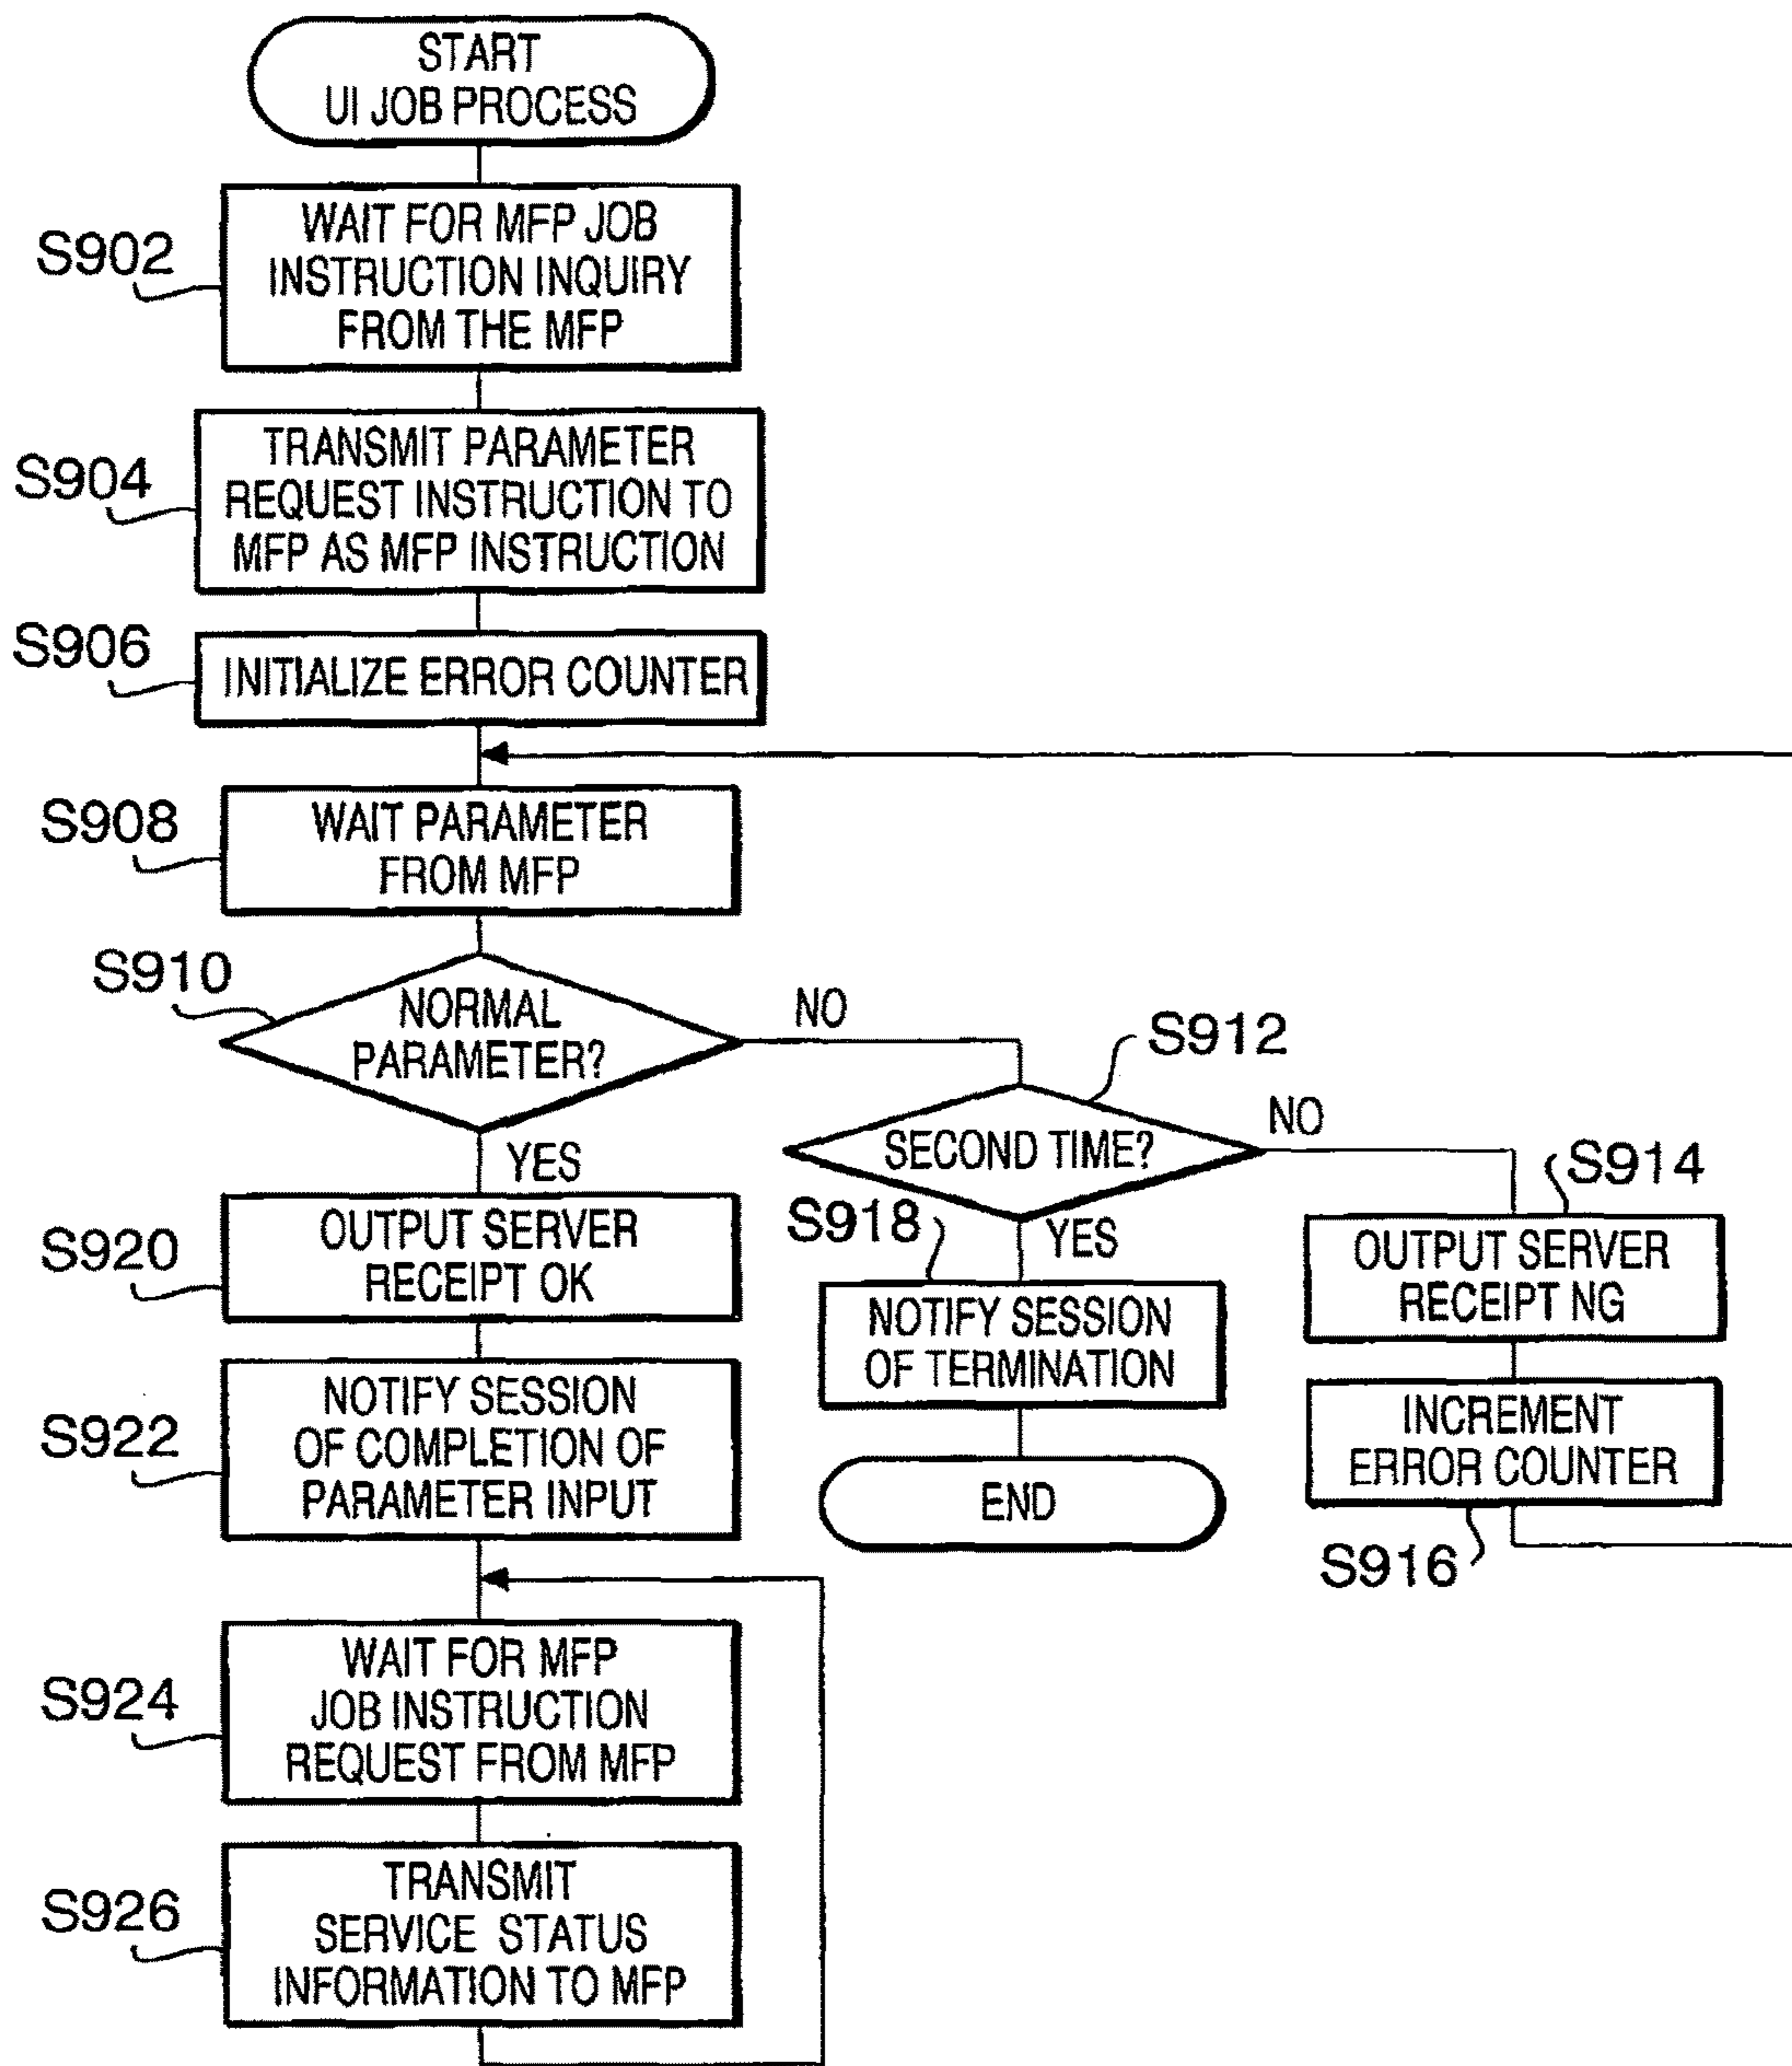 START
UI JOB PROCESS
S902
WAIT FOR MFP JOB
INSTRUCTION INQUIRY
FROM THE MFP
S904
TRANSMIT PARAMETER
REQUEST INSTRUCTION TO
MFP AS MFP INSTRUCTION
S906
INITIALIZE ERROR COUNTER
S908
WAIT PARAMETER
FROM MFP
S910
NORMAL
PARAMETER?
NO
YES
S912
SECOND TIME?
NO
YES
S914
OUTPUT SERVER
RECEIPT NG
INCREMENT
ERROR COUNTER
S916
S918
NOTIFY SESSION
OF TERMINATION
END
S920
OUTPUT SERVER
RECEIPT OK
S922
NOTIFY SESSION
OF COMPLETION OF
PARAMETER INPUT
S924
WAIT FOR MFP
JOB INSTRUCTION
REQUEST FROM MFP
S926
TRANSMIT
SERVICE STATUS
INFORMATION TO MFP